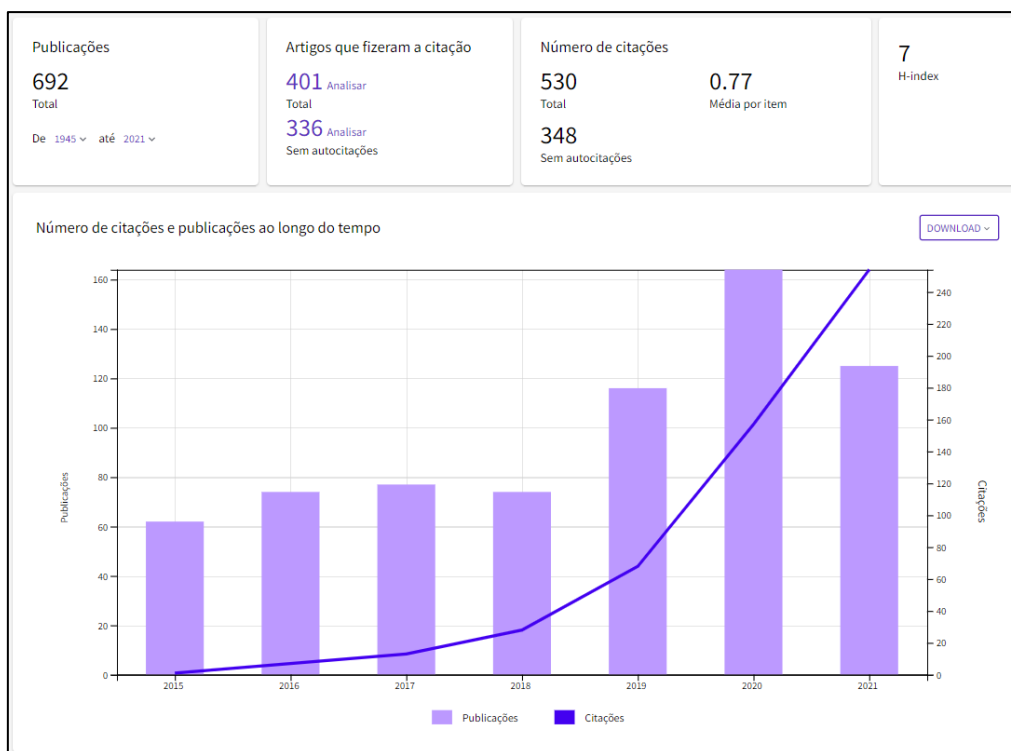 Publicações
692
Total
De 1945 até 2021
Artigos que fizeram a citação
401 Analisar
Total
336 Analisar
Sem autocitações
Número de citações
530
Total
348
Sem autocitações
0.77
Média por item
7
H-index
Número de citações e publicações ao longo do tempo
DOWNLOAD
Publicações
160
140
120
100
80
60
40
20
0
Citações
240
220
200
180
160
140
120
100
80
60
40
20
0
2015 2016 2017 2018 2019 2020 2021
Publicações Citações